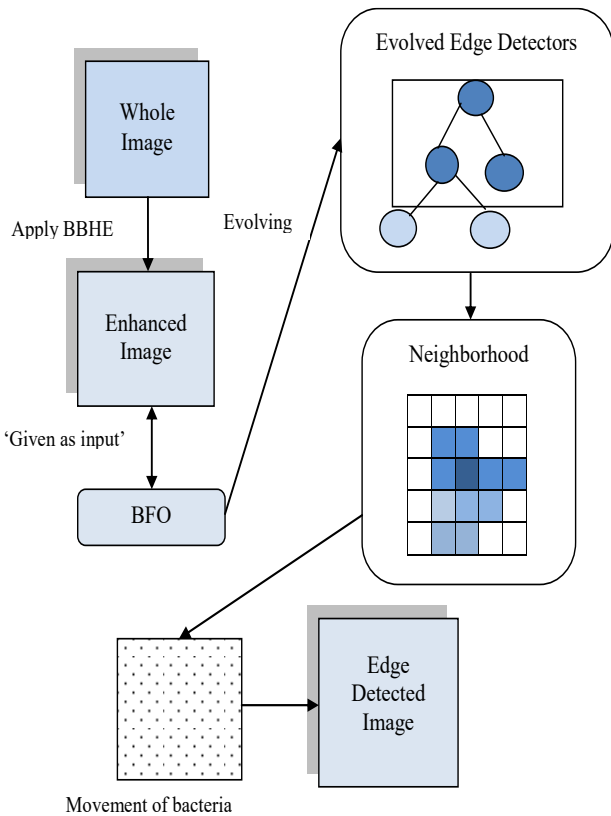 Whole
Image
Apply BBHE
Enhanced
Image
‘Given as input’
BFO
Evolving
Evolved Edge Detectors
Neighborhood
Movement of bacteria
Edge
Detected
Image